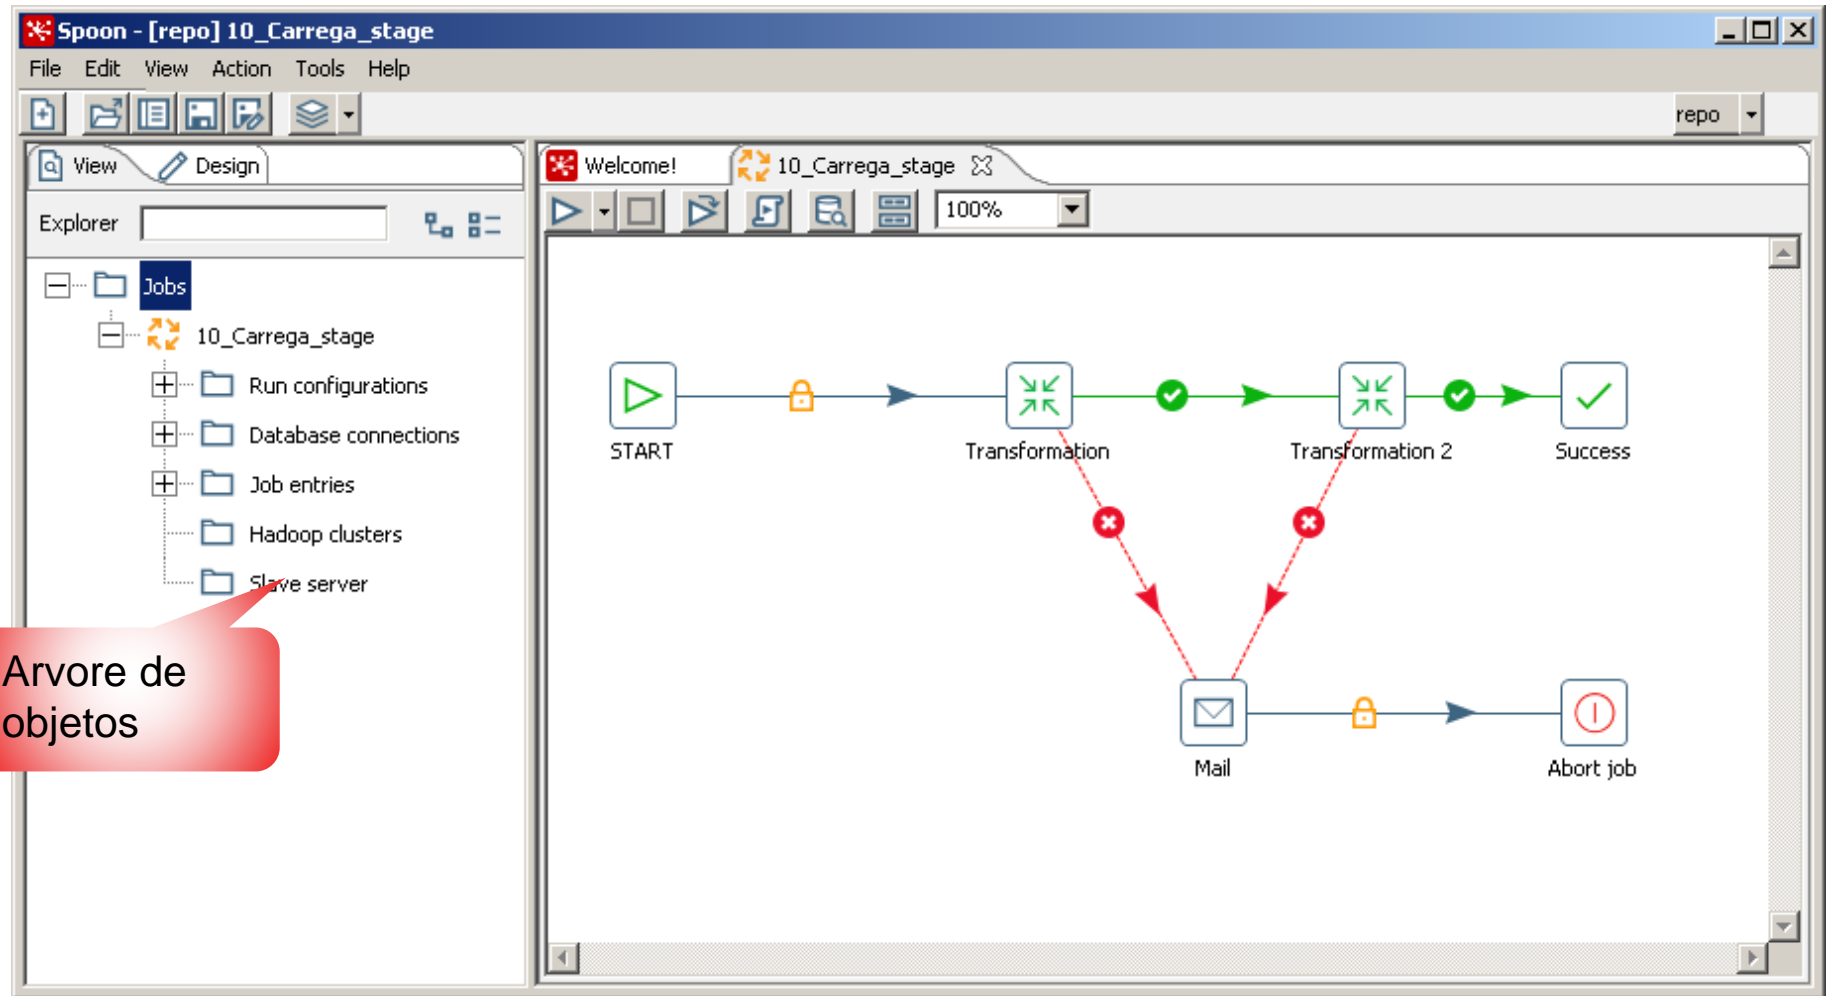 Spoon - [repo] 10_Carrega_stage
File Edit View Action Tools Help
repo
View Design
Welcome! 10_Carrega_stage
Explorer
100%
Jobs
10_Carrega_stage
Run configurations
Database connections
Job entries
Hadoop clusters
Slave server
Arvore de
objetos
START Transformation Transformation 2 Success
Mail Abort job